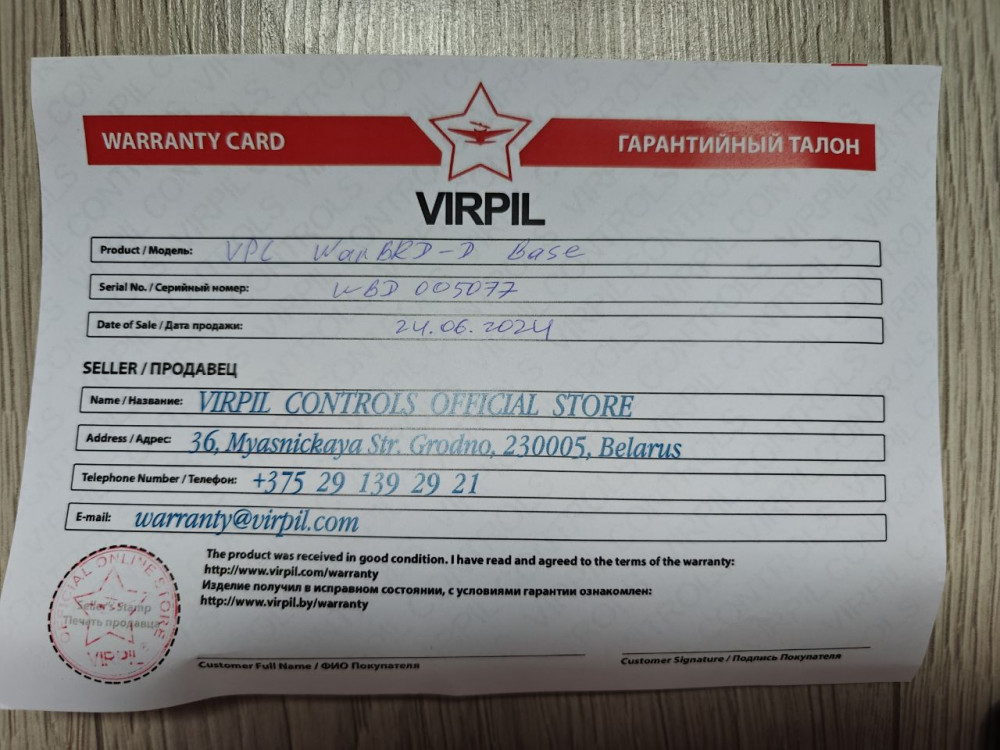 WARRANTY CARD
ГАРАНТИЙНЫЙ ТАЛОН
VIRPIL
Product / Модель: VPC WarBRD-D Base
Serial No. / Серийный номер: WBD 005077
Date of Sale / Дата продажи: 24.06.2024
SELLER / ПРОДАВЕЦ
Name / Название: VIRPIL CONTROLS OFFICIAL STORE
Address / Адрес: 36, Myasnickaya Str. Grodno, 230005, Belarus
Telephone Number / Телефон: +375 29 139 29 21
E-mail: warranty@virpil.com
The product was received in good condition. I have read and agreed to the terms of the warranty:
http://www.virpil.com/warranty
Изделие получил в исправном состоянии, с условиями гарантии ознакомлен:
http://www.virpil.by/warranty
OFFICIAL ONLINE STORE
Seller's Stamp
Печать продавца
VIRPIL
Customer Full Name / ФИО Покупателя
Customer Signature / Подпись Покупателя